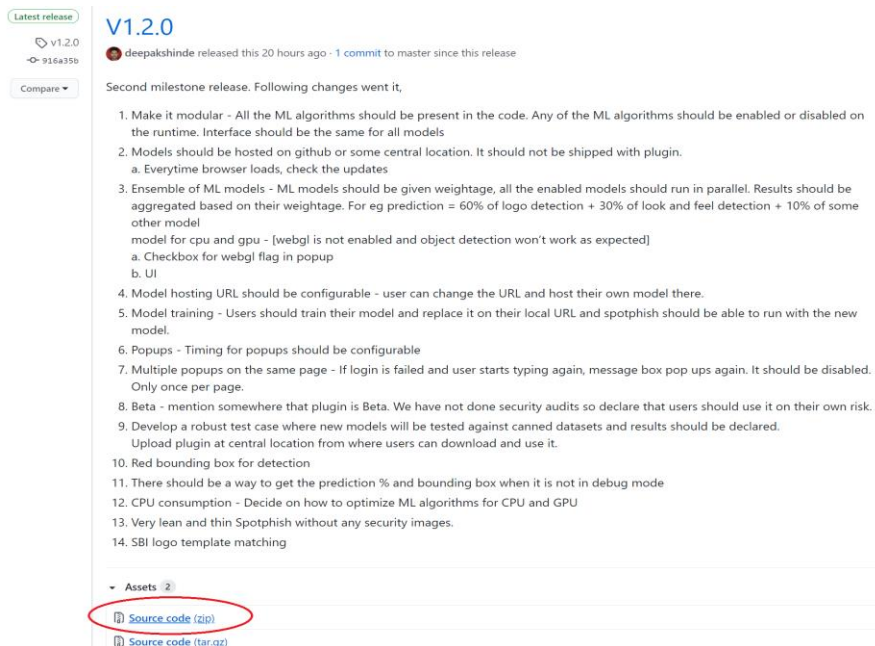 Latest release
v1.2.0
916a35b
Compare
V1.2.0
deepakshinde released this 20 hours ago · 1 commit to master since this release
Second milestone release. Following changes went it,
1. Make it modular - All the ML algorithms should be present in the code. Any of the ML algorithms should be enabled or disabled on
the runtime. Interface should be the same for all models
2. Models should be hosted on github or some central location. It should not be shipped with plugin.
a. Everytime browser loads, check the updates
3. Ensemble of ML models - ML models should be given weightage, all the enabled models should run in parallel. Results should be
aggregated based on their weightage. For eg prediction = 60% of logo detection + 30% of look and feel detection + 10% of some
other model
model for cpu and gpu - [webgl is not enabled and object detection won't work as expected]
a. Checkbox for webgl flag in popup
b. UI
4. Model hosting URL should be configurable - user can change the URL and host their own model there.
5. Model training - Users should train their model and replace it on their local URL and spotphish should be able to run with the new
model.
6. Popups - Timing for popups should be configurable
7. Multiple popups on the same page - If login is failed and user starts typing again, message box pop ups again. It should be disabled.
Only once per page.
8. Beta - mention somewhere that plugin is Beta. We have not done security audits so declare that users should use it on their own risk.
9. Develop a robust test case where new models will be tested against canned datasets and results should be declared.
Upload plugin at central location from where users can download and use it.
10. Red bounding box for detection
11. There should be a way to get the prediction % and bounding box when it is not in debug mode
12. CPU consumption - Decide on how to optimize ML algorithms for CPU and GPU
13. Very lean and thin Spotphish without any security images.
14. SBI logo template matching
Assets 2
Source code (zip)
Source code (tar.gz)